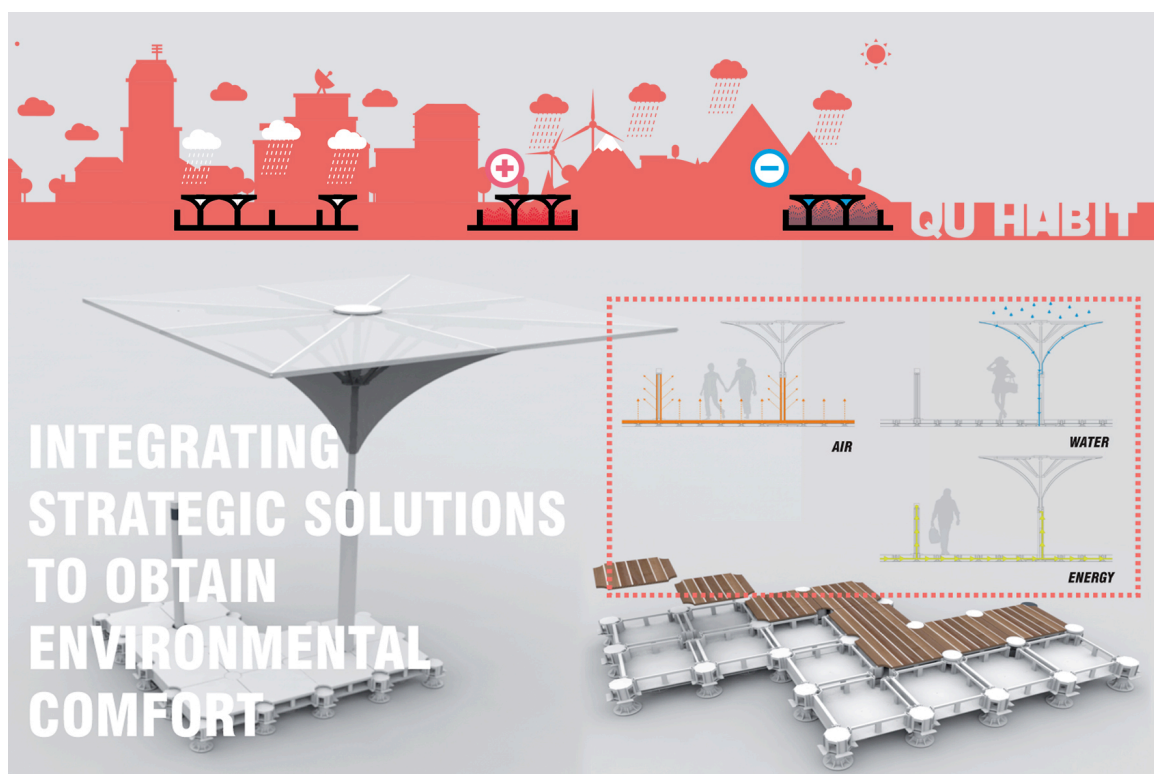 QU HABIT
INTEGRATING
STRATEGIC SOLUTIONS
TO OBTAIN
ENVIRONMENTAL
COMFORT
AIR
WATER
ENERGY